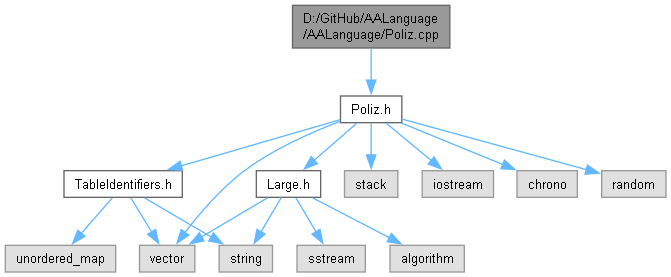 D:/GitHub/AALanguage
/AALanguage/Poliz.cpp
Poliz.h
TableIdentifiers.h
Large.h
stack
iostream
chrono
random
unordered_map
vector
string
sstream
algorithm